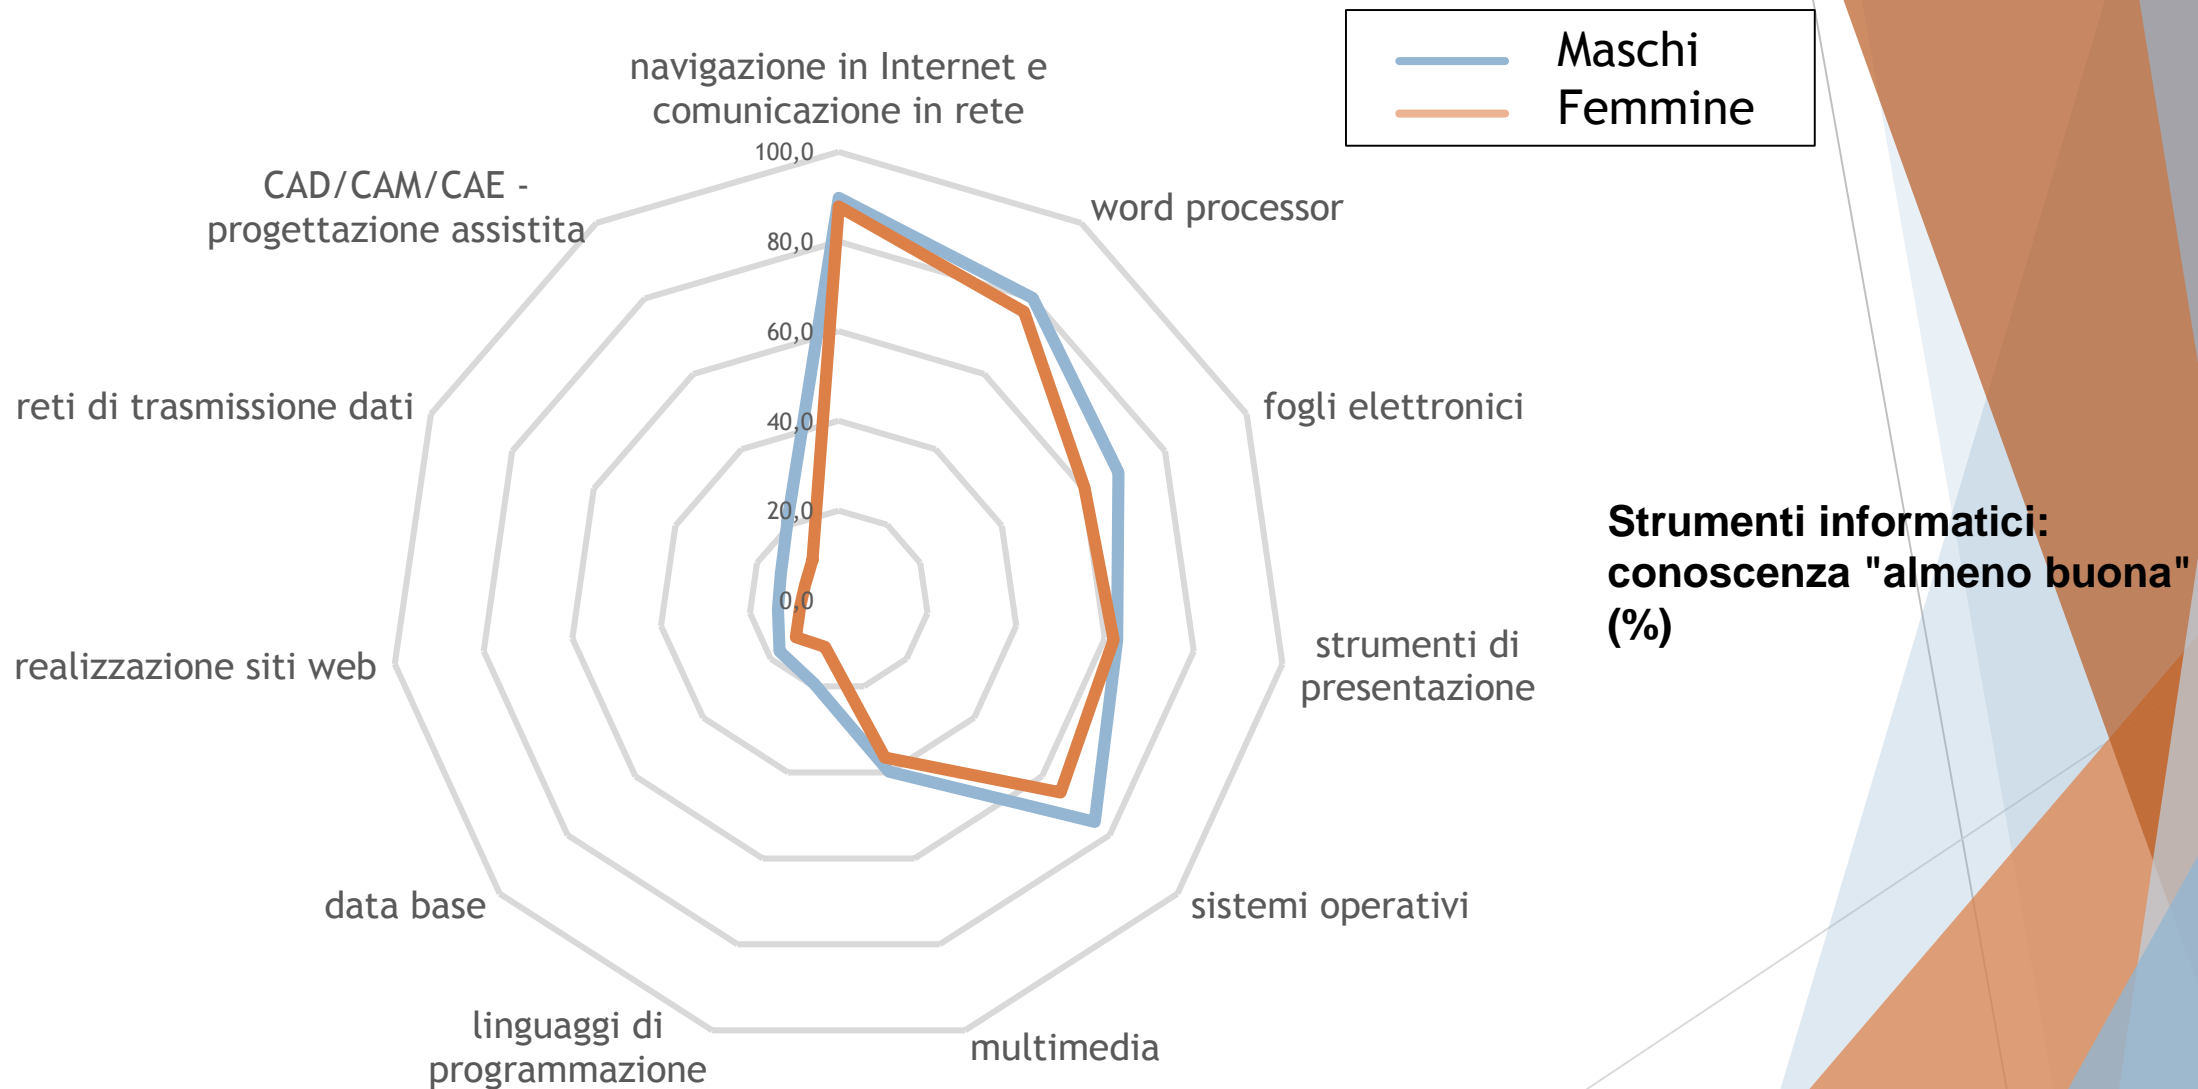 Maschi
Femmine
navigazione in Internet e
comunicazione in rete
100,0
80,0
60,0
40,0
20,0
0,0
word processor
fogli elettronici
strumenti di
presentazione
sistemi operativi
multimedia
linguaggi di
programmazione
data base
realizzazione siti web
reti di trasmissione dati
CAD/CAM/CAE -
progettazione assistita
Strumenti informatici:
conoscenza "almeno buona"
(%)